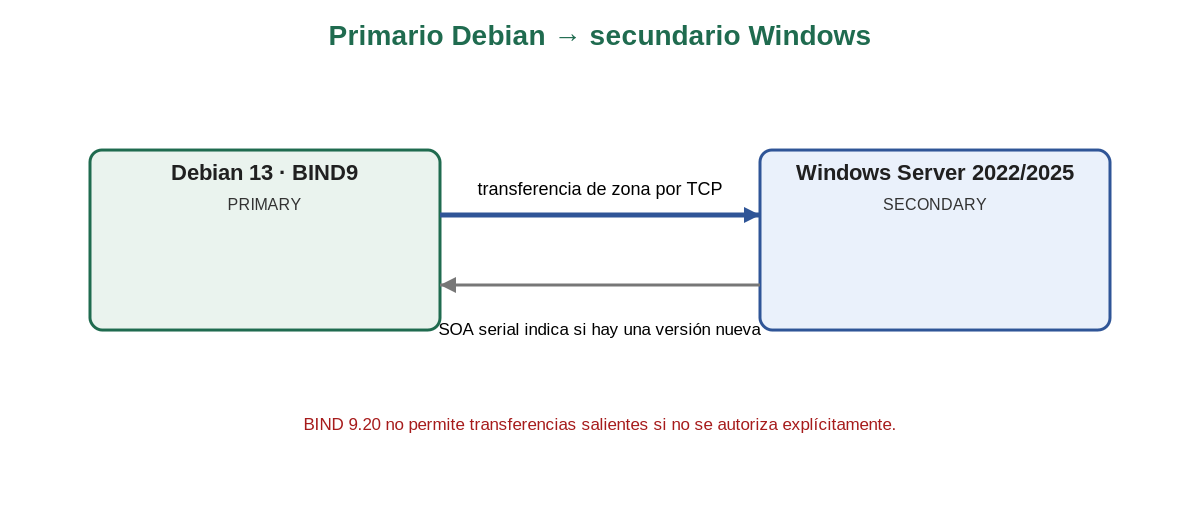 Primario Debian → secundario Windows
Debian 13 · BIND9
PRIMARY
transferencia de zona por TCP
Windows Server 2022/2025
SECONDARY
SOA serial indica si hay una versión nueva
BIND 9.20 no permite transferencias salientes si no se autoriza explícitamente.